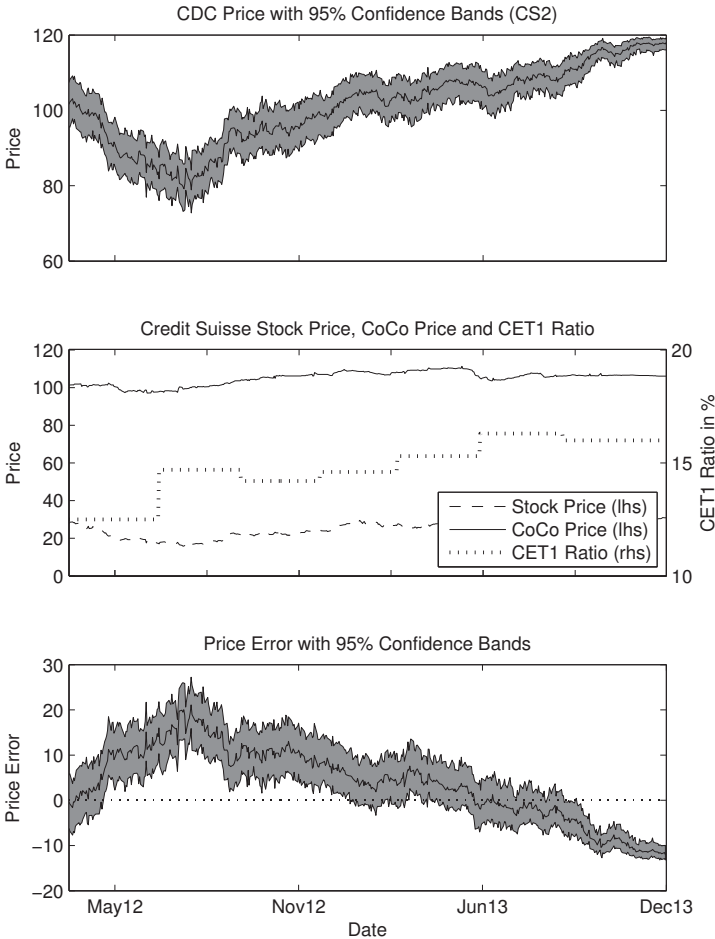 CDC Price with 95% Confidence Bands (CS2)
120
100
80
60
Price
Credit Suisse Stock Price, CoCo Price and CET1 Ratio
120
100
80
60
40
20
0
Price
20
15
10
CET1 Ratio in %
Stock Price (lhs)
CoCo Price (lhs)
CET1 Ratio (rhs)
Price Error with 95% Confidence Bands
30
20
10
0
−10
−20
Price Error
May12
Nov12
Jun13
Dec13
Date